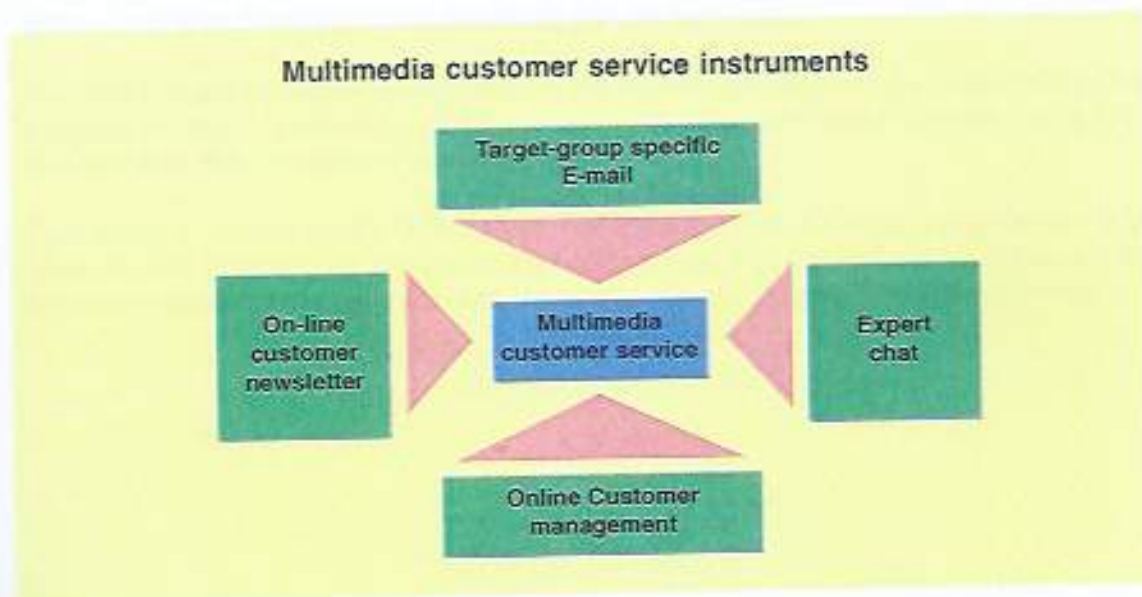 Multimedia customer service instruments
Target-group specific
E-mail
On-line
customer
newsletter
Multimedia
customer service
Expert
chat
Online Customer
management